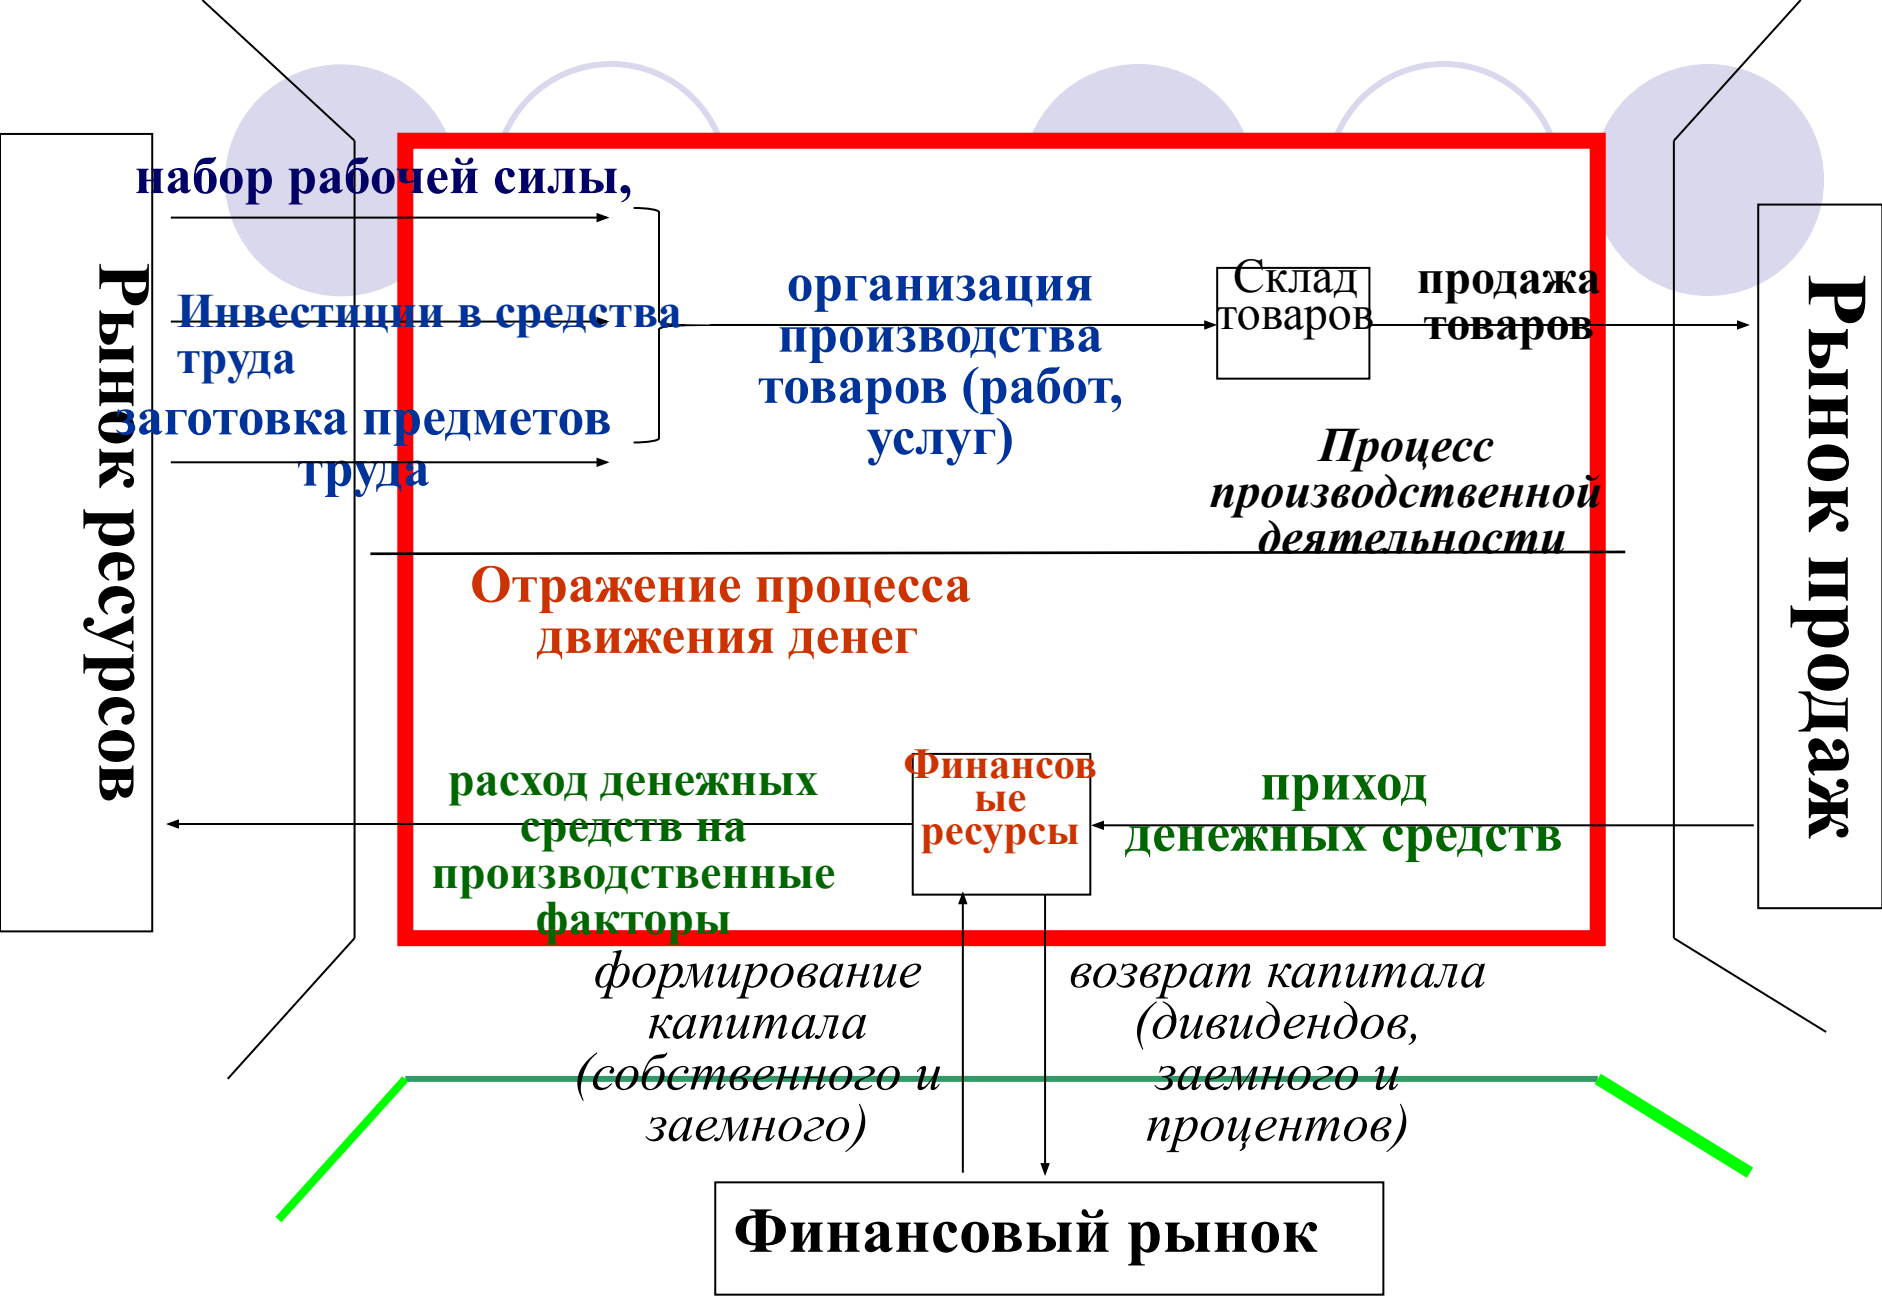 набор рабочей силы,
Рынок ресурсов
Инвестиции в средства
труда
заготовка предметов
труда
организация
производства
товаров (работ,
услуг)
Склад
товаров
продажа
товаров
Рынок продаж
Процесс
производственной
деятельности
Отражение процесса
движения денег
расход денежных
средств на
производственные
факторы
Финансов
ые
ресурсы
приход
денежных средств
формирование
капитала
(собственного и
заемного)
возврат капитала
(дивидендов,
заемного и
процентов)
Финансовый рынок